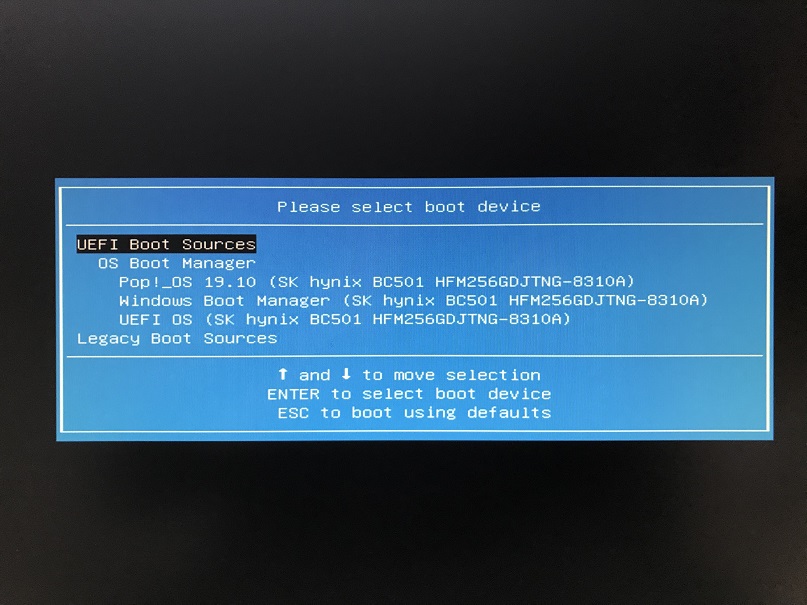 Please select boot device
UEFI Boot Sources
OS Boot Manager
Pop!_OS 19.10 (SK hynix BC501 HFM256GDJTNG-8310A)
Windows Boot Manager (SK hynix BC501 HFM256GDJTNG-8310A)
UEFI OS (SK hynix BC501 HFM256GDJTNG-8310A)
Legacy Boot Sources
↑ and ↓ to move selection
ENTER to select boot device
ESC to boot using defaults